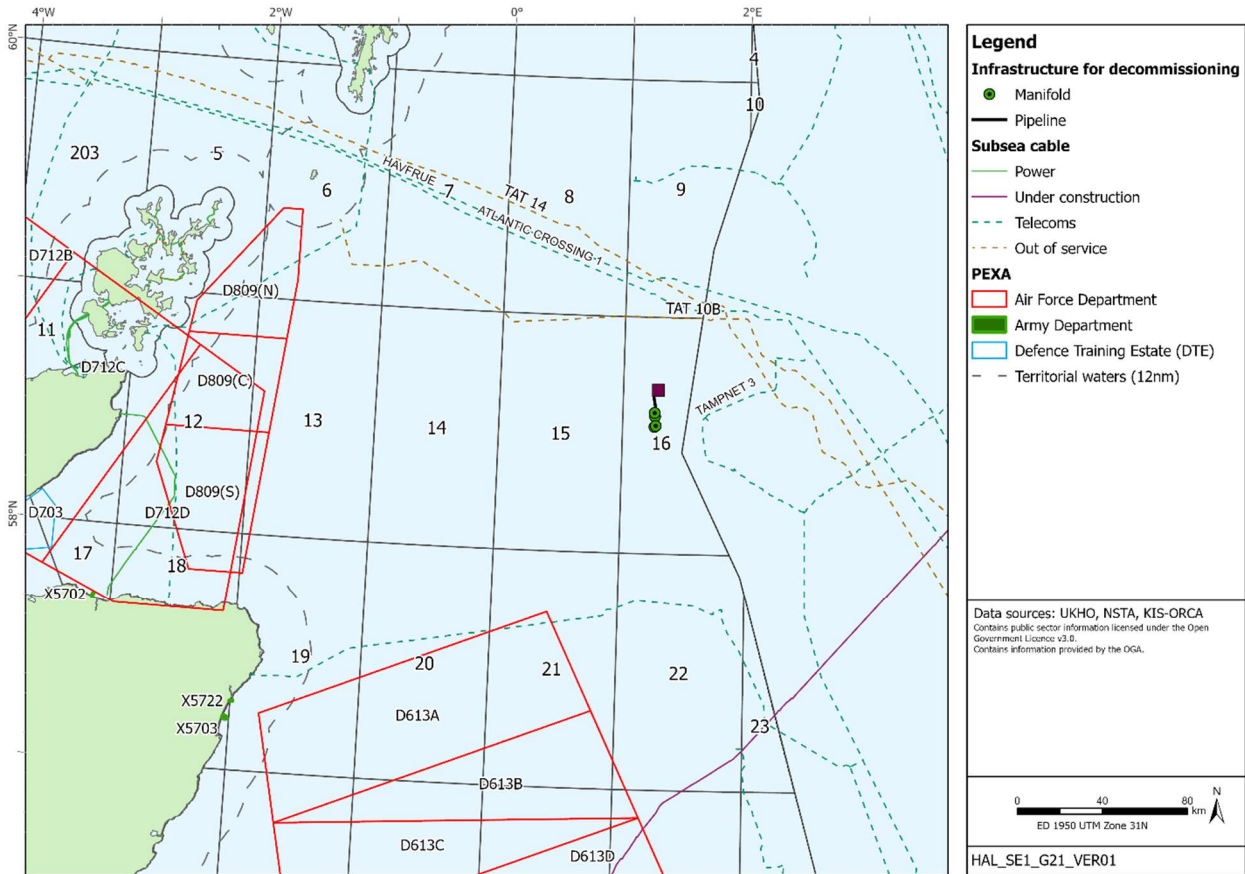 4°W
2°W
0°
2°E
60°N
58°N
4
10
203
5
6
7
8
9
HAVFRUE
TAT 14
ATLANTIC CROSSING 1
D712B
D809(N)
11
TAT 10B
D712C
D809(C)
TAMPNET 3
12
13
14
15
16
D809(S)
D703
D712D
17
18
X5702
19
20
21
22
X5722
X5703
D613A
23
D613B
D613C
D613D
Legend
Infrastructure for decommissioning
Manifold
Pipeline
Subsea cable
Power
Under construction
Telecoms
Out of service
PEXA
Air Force Department
Army Department
Defence Training Estate (DTE)
Territorial waters (12nm)
Data sources: UKHO, NSTA, KIS-ORCA
Contains public sector information licensed under the Open
Government Licence v3.0.
Contains information provided by the OGA.
N
0 40 80
km
ED 1950 UTM Zone 31N
HAL_SE1_G21_VER01